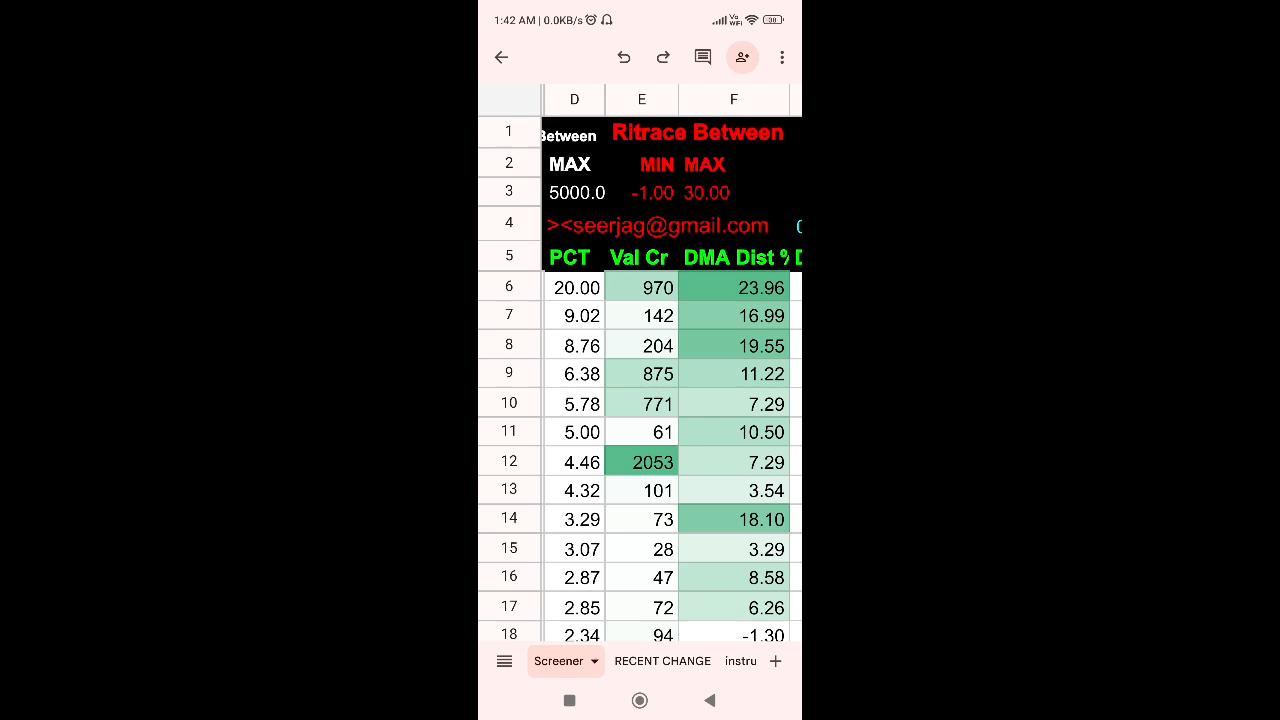 1:42 AM | 0.0KB/s
Vo WiFi 38
D E F
1 Between Ritrace Between
2 MAX MIN MAX
3 5000.0 -1.00 30.00
4 ><seerjag@gmail.com
5 PCT Val Cr DMA Dist % D
6 20.00 970 23.96
7 9.02 142 16.99
8 8.76 204 19.55
9 6.38 875 11.22
10 5.78 771 7.29
11 5.00 61 10.50
12 4.46 2053 7.29
13 4.32 101 3.54
14 3.29 73 18.10
15 3.07 28 3.29
16 2.87 47 8.58
17 2.85 72 6.26
18 2.34 94 -1.30
Screener RECENT CHANGE instru